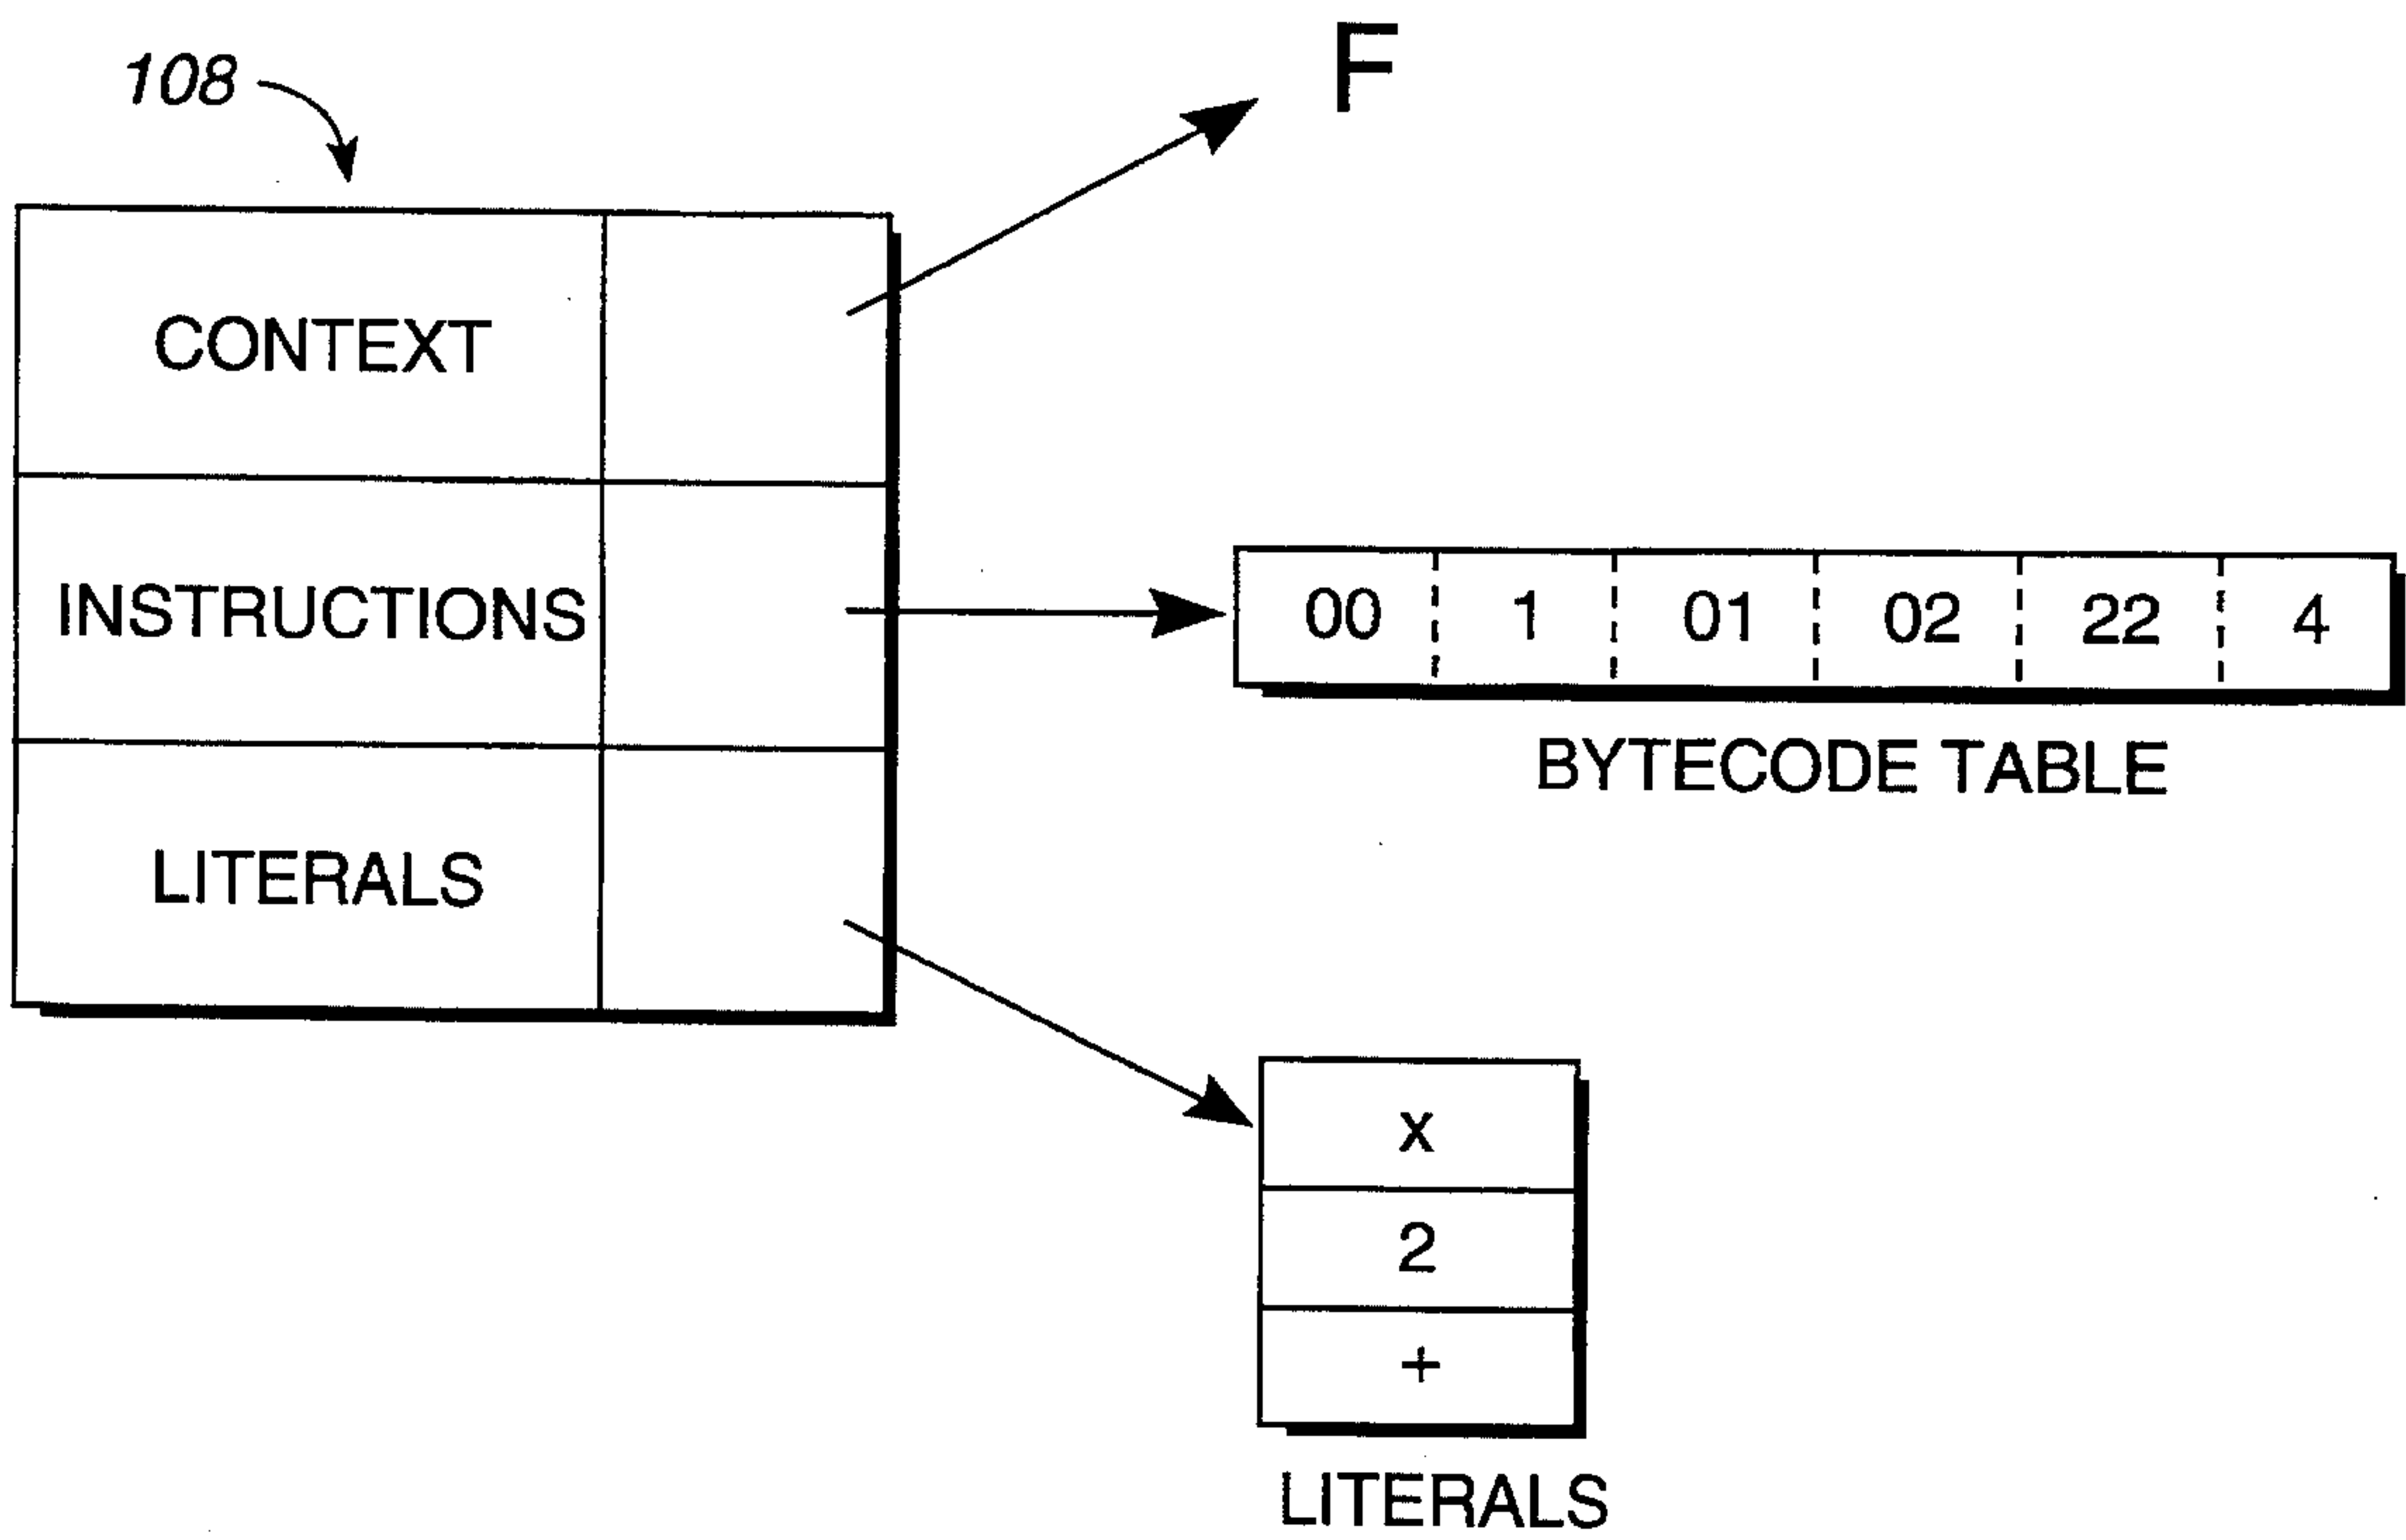 108
F
CONTEXT
INSTRUCTIONS
00 1 01 02 22 4
BYTECODE TABLE
LITERALS
x
2
+
LITERALS